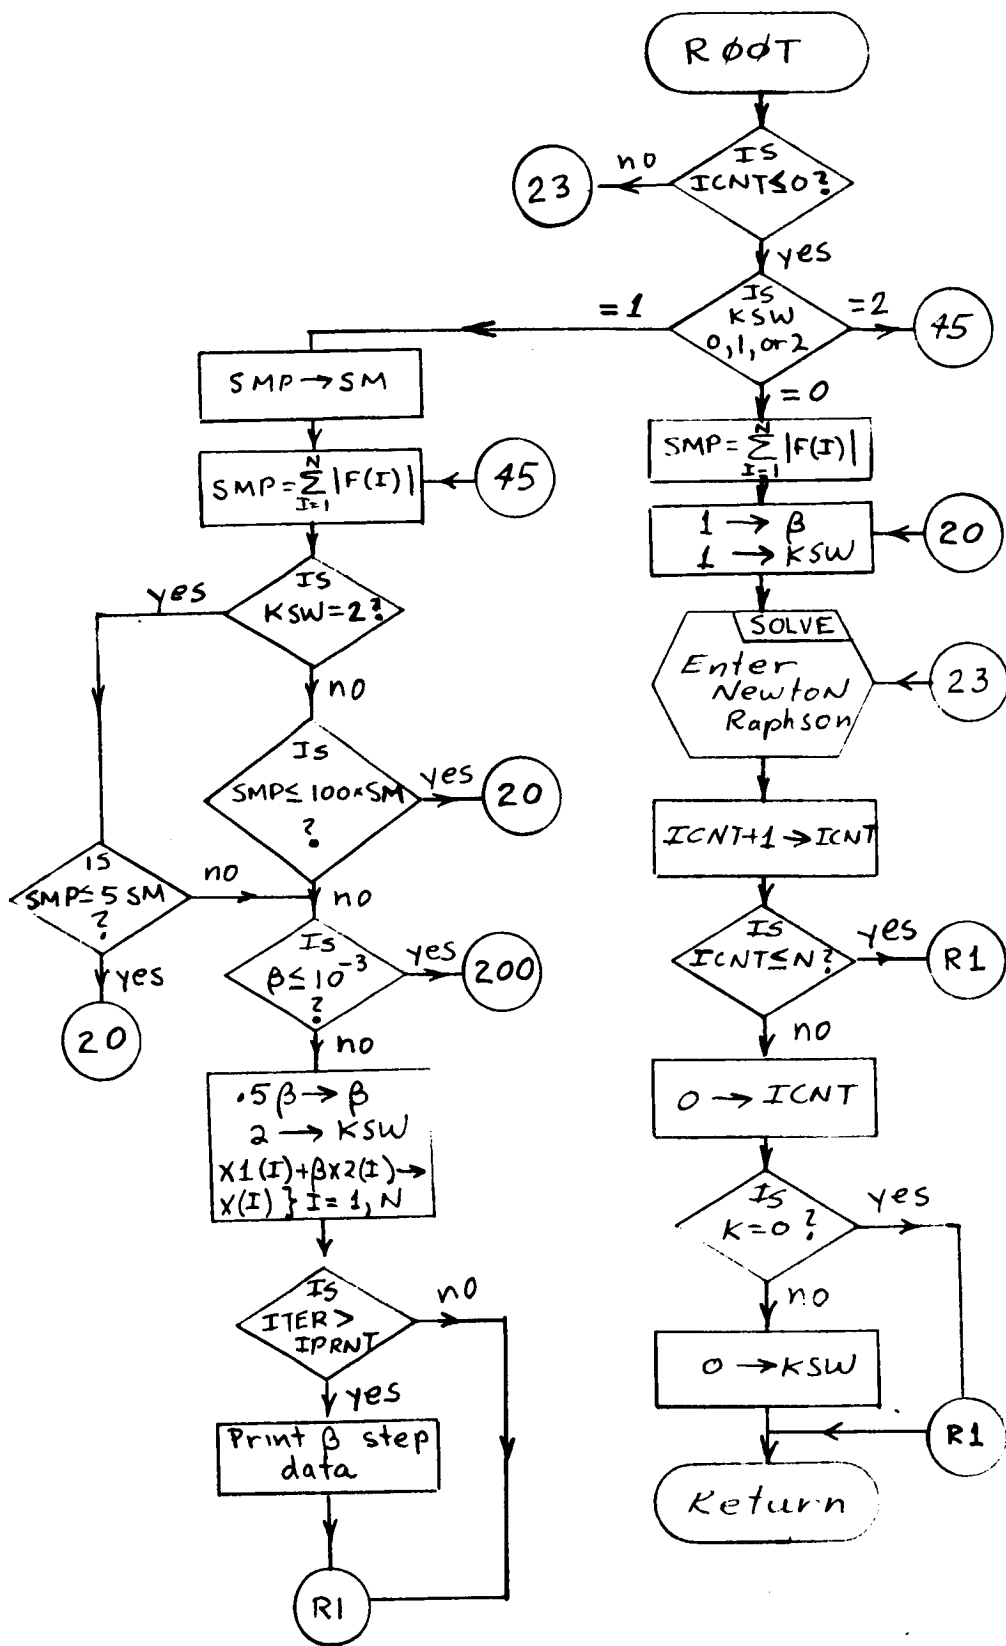 RØØT
Is
ICNT≤0?
no
23
yes
Is
KSW
0,1, or 2
=1
=2
45
=0
SMP → SM
SMP = N Σ I=1 |F(I)|
45
SMP = N Σ I=1 |F(I)|
1 → β
1 → KSW
20
Is
KSW=2?
yes
no
SOLVE
Enter
Newton
Raphson
23
Is
SMP≤ 100×SM
?
yes
20
no
ICNT+1 → ICNT
is
SMP≤ 5 SM
?
no
yes
20
Is
β ≤ 10⁻³
?
yes
200
no
Is
ICNT≤N?
yes
R1
no
.5β → β
2 → KSW
X1(I)+βX2(I) →
X(I) } I = 1, N
0 → ICNT
Is
K=0?
yes
no
Is
ITER >
IPRNT
no
yes
0 → KSW
Print β step
data
R1
Return
R1